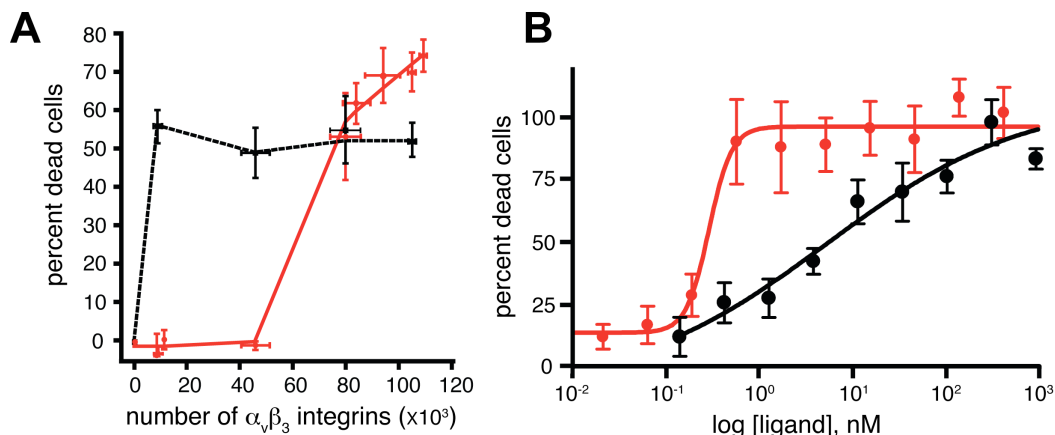 A
percent dead cells
80
70
60
50
40
30
20
10
0
0 20 40 60 80 100 120
number of αᵥβ₃ integrins (x10³)
B
percent dead cells
100
75
50
25
0
10⁻² 10⁻¹ 10⁰ 10¹ 10² 10³
log [ligand], nM